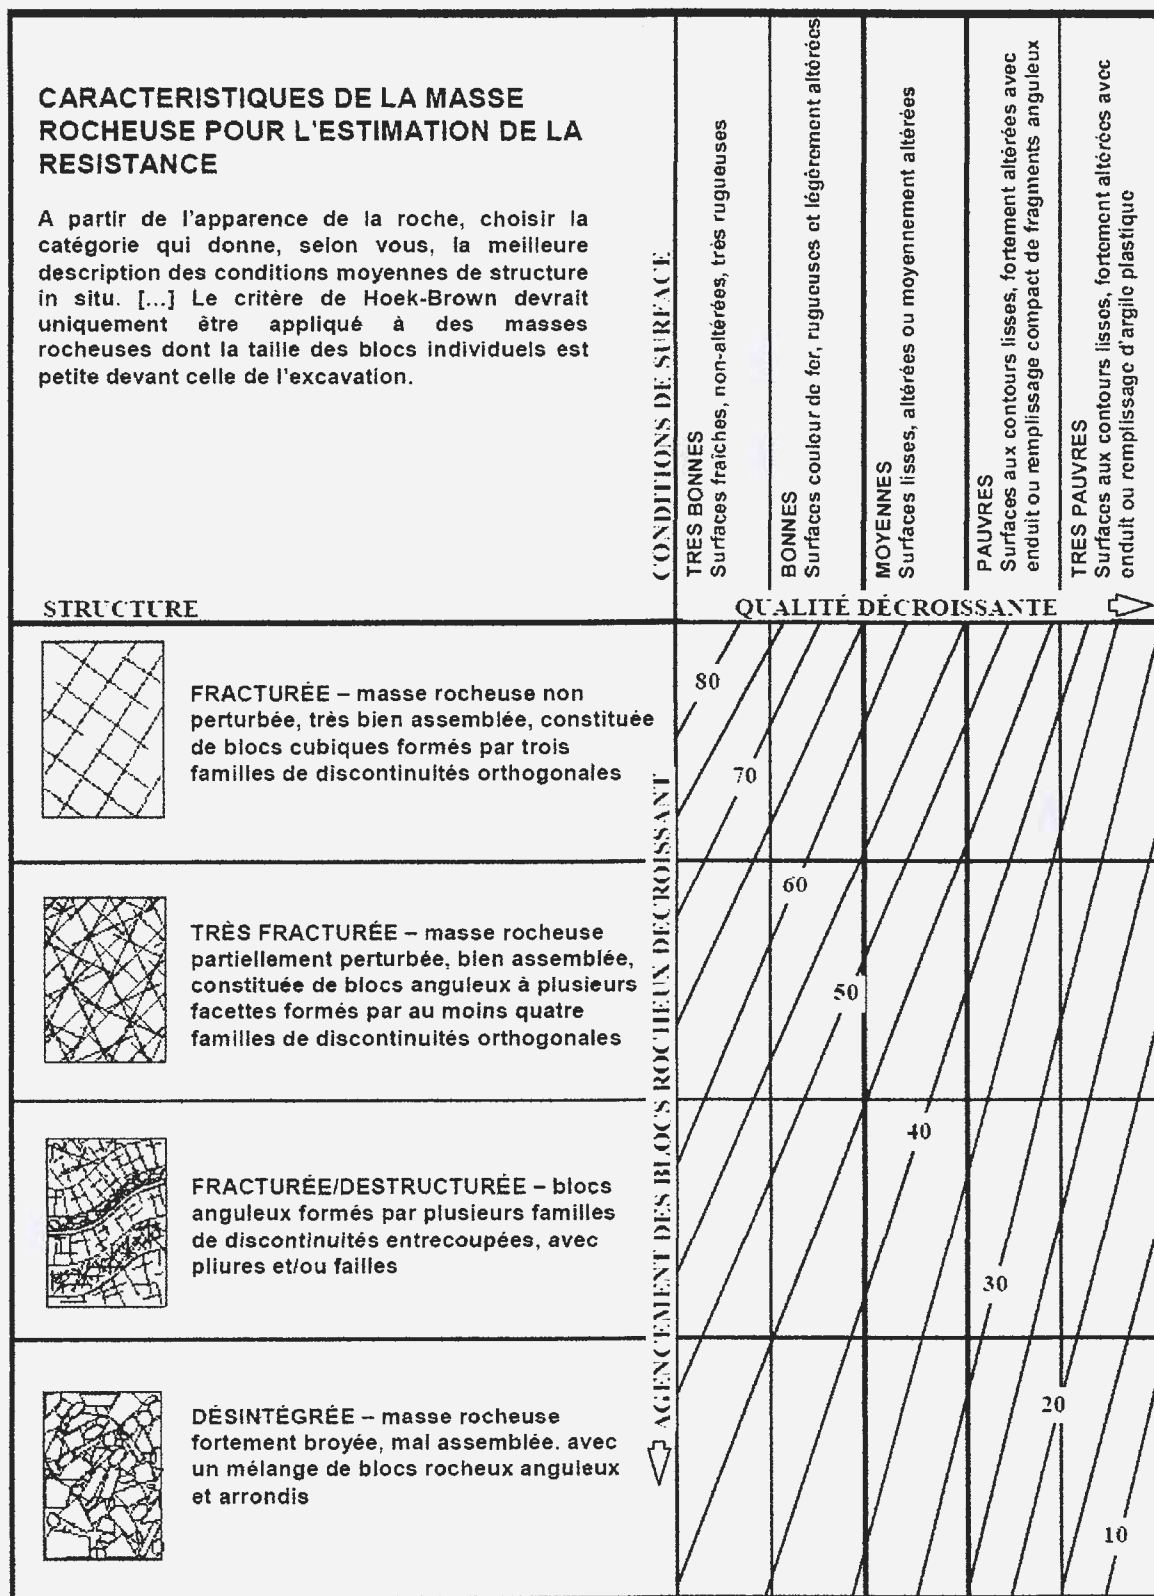 CARACTERISTIQUES DE LA MASSE
ROCHEUSE POUR L'ESTIMATION DE LA
RESISTANCE
A partir de l'apparence de la roche, choisir la
catégorie qui donne, selon vous, la meilleure
description des conditions moyennes de structure
in situ. [...] Le critère de Hoek-Brown devrait
uniquement être appliqué à des masses
rocheuses dont la taille des blocs individuels est
petite devant celle de l'excavation.
STRUCTURE
CONDITIONS DE SURFACE
TRES BONNES
Surfaces fraîches, non-altérées, très rugueuses
BONNES
Surfaces couleur de fer, rugueuses et légèrement altérées
MOYENNES
Surfaces lisses, altérées ou moyennement altérées
PAUVRES
Surfaces aux contours lisses, fortement altérées avec
enduit ou remplissage compact de fragments anguleux
TRES PAUVRES
Surfaces aux contours lisses, fortement altérées avec
enduit ou remplissage d'argile plastique
QUALITÉ DÉCROISSANTE
AGENCEMENT DES BLOCS ROCHEUX DECROISSANT
FRACTURÉE – masse rocheuse non
perturbée, très bien assemblée, constituée
de blocs cubiques formés par trois
familles de discontinuités orthogonales
TRÈS FRACTURÉE – masse rocheuse
partiellement perturbée, bien assemblée,
constituée de blocs anguleux à plusieurs
facettes formés par au moins quatre
familles de discontinuités orthogonales
FRACTURÉE/DESTRUCTURÉE – blocs
anguleux formés par plusieurs familles
de discontinuités entrecoupées, avec
pliures et/ou failles
DÉSINTÉGRÉE – masse rocheuse
fortement broyée, mal assemblée. avec
un mélange de blocs rocheux anguleux
et arrondis
80
70
60
50
40
30
20
10